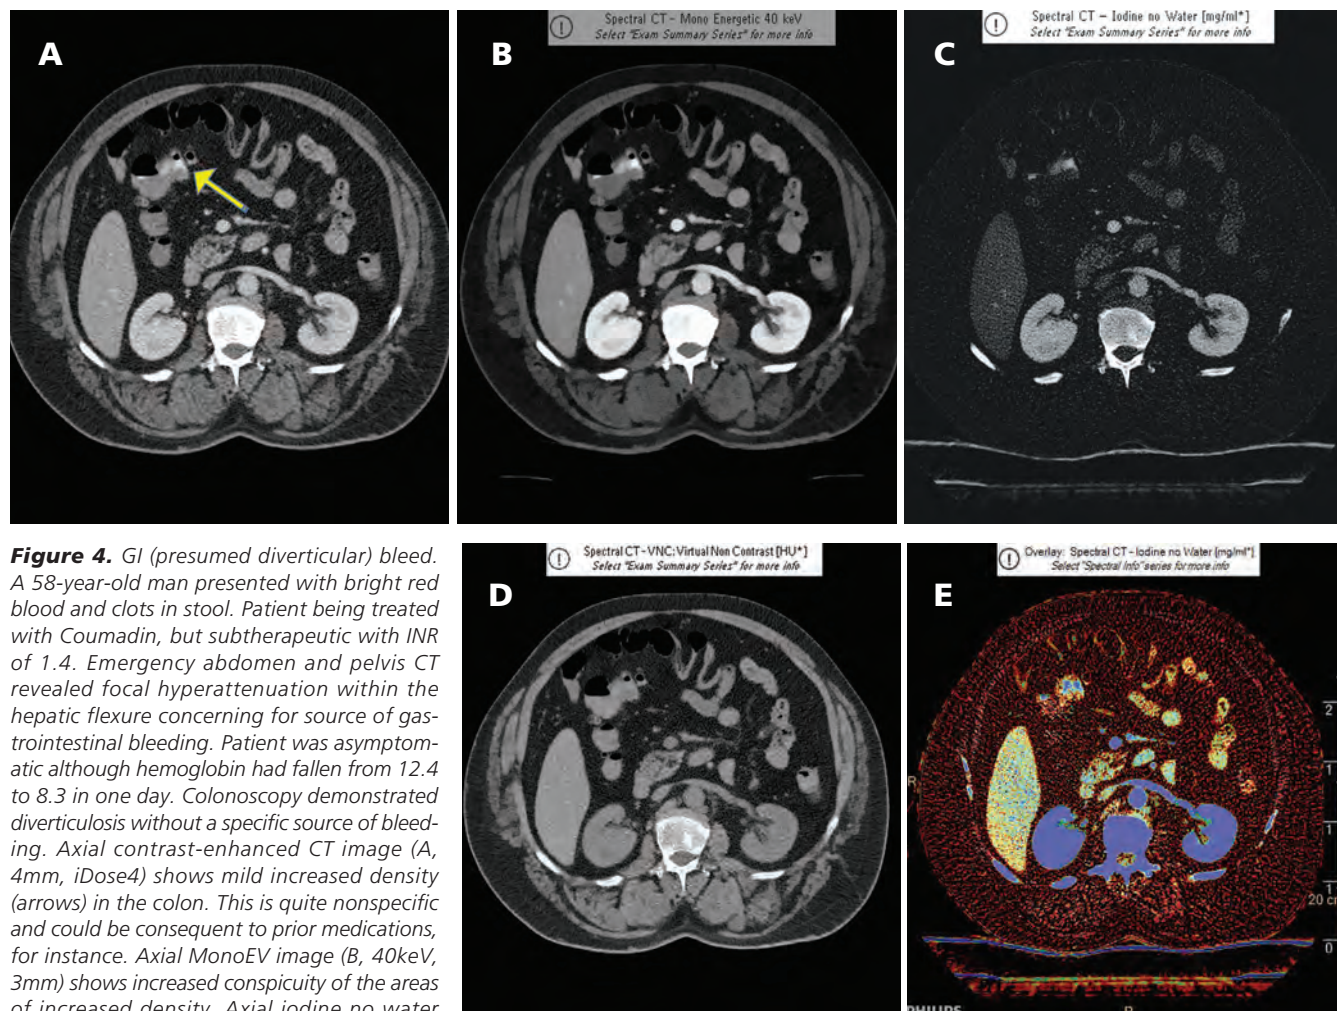 A
Spectral CT - Mono Energetic 40 keV
Select "Exam Summary Series" for more info
B
Spectral CT – Iodine no Water [mg/ml*]
Select "Exam Summary Series" for more info
C
Figure 4. GI (presumed diverticular) bleed.
A 58-year-old man presented with bright red
blood and clots in stool. Patient being treated
with Coumadin, but subtherapeutic with INR
of 1.4. Emergency abdomen and pelvis CT
revealed focal hyperattenuation within the
hepatic flexure concerning for source of gas-
trointestinal bleeding. Patient was asymptom-
atic although hemoglobin had fallen from 12.4
to 8.3 in one day. Colonoscopy demonstrated
diverticulosis without a specific source of bleed-
ing. Axial contrast-enhanced CT image (A,
4mm, iDose4) shows mild increased density
(arrows) in the colon. This is quite nonspecific
and could be consequent to prior medications,
for instance. Axial MonoEV image (B, 40keV,
3mm) shows increased conspicuity of the areas
of increased density. Axial iodine no water
Spectral CT - VNC: Virtual Non Contrast [HU*]
Select "Exam Summary Series" for more info
D
Overlay: Spectral CT - Iodine no Water [mg/ml*]
Select "Spectral Info" series for more info
E
2
1
1
1
20 c
0
R
PHILIPS